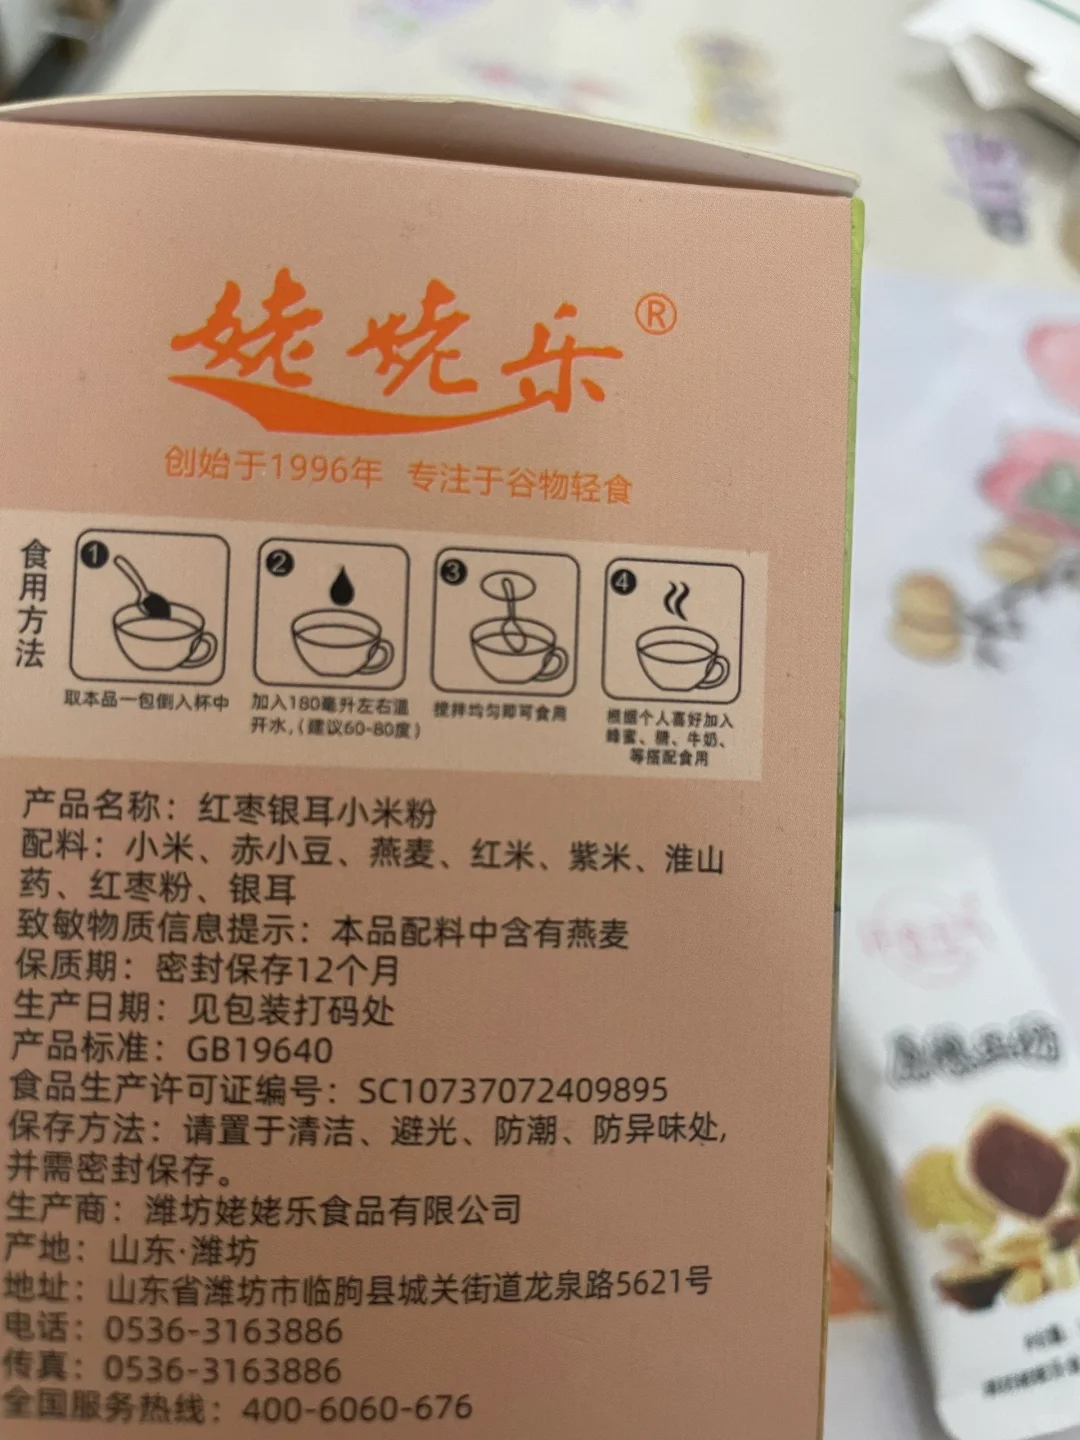 姥姥乐®
创始于1996年 专注于谷物轻食
食用方法
1 2 3 4
取本品一包倒入杯中
加入180毫升左右温
开水,(建议60-80度)
搅拌均匀即可食用
根据个人喜好加入
蜂蜜、糖、牛奶、
等搭配食用
产品名称：红枣银耳小米粉
配料：小米、赤小豆、燕麦、红米、紫米、淮山
药、红枣粉、银耳
致敏物质信息提示：本品配料中含有燕麦
保质期：密封保存12个月
生产日期：见包装打码处
产品标准：GB19640
食品生产许可证编号：SC10737072409895
保存方法：请置于清洁、避光、防潮、防异味处,
并需密封保存。
生产商：潍坊姥姥乐食品有限公司
产地：山东·潍坊
地址：山东省潍坊市临朐县城关街道龙泉路5621号
电话：0536-3163886
传真：0536-3163886
全国服务热线：400-6060-676